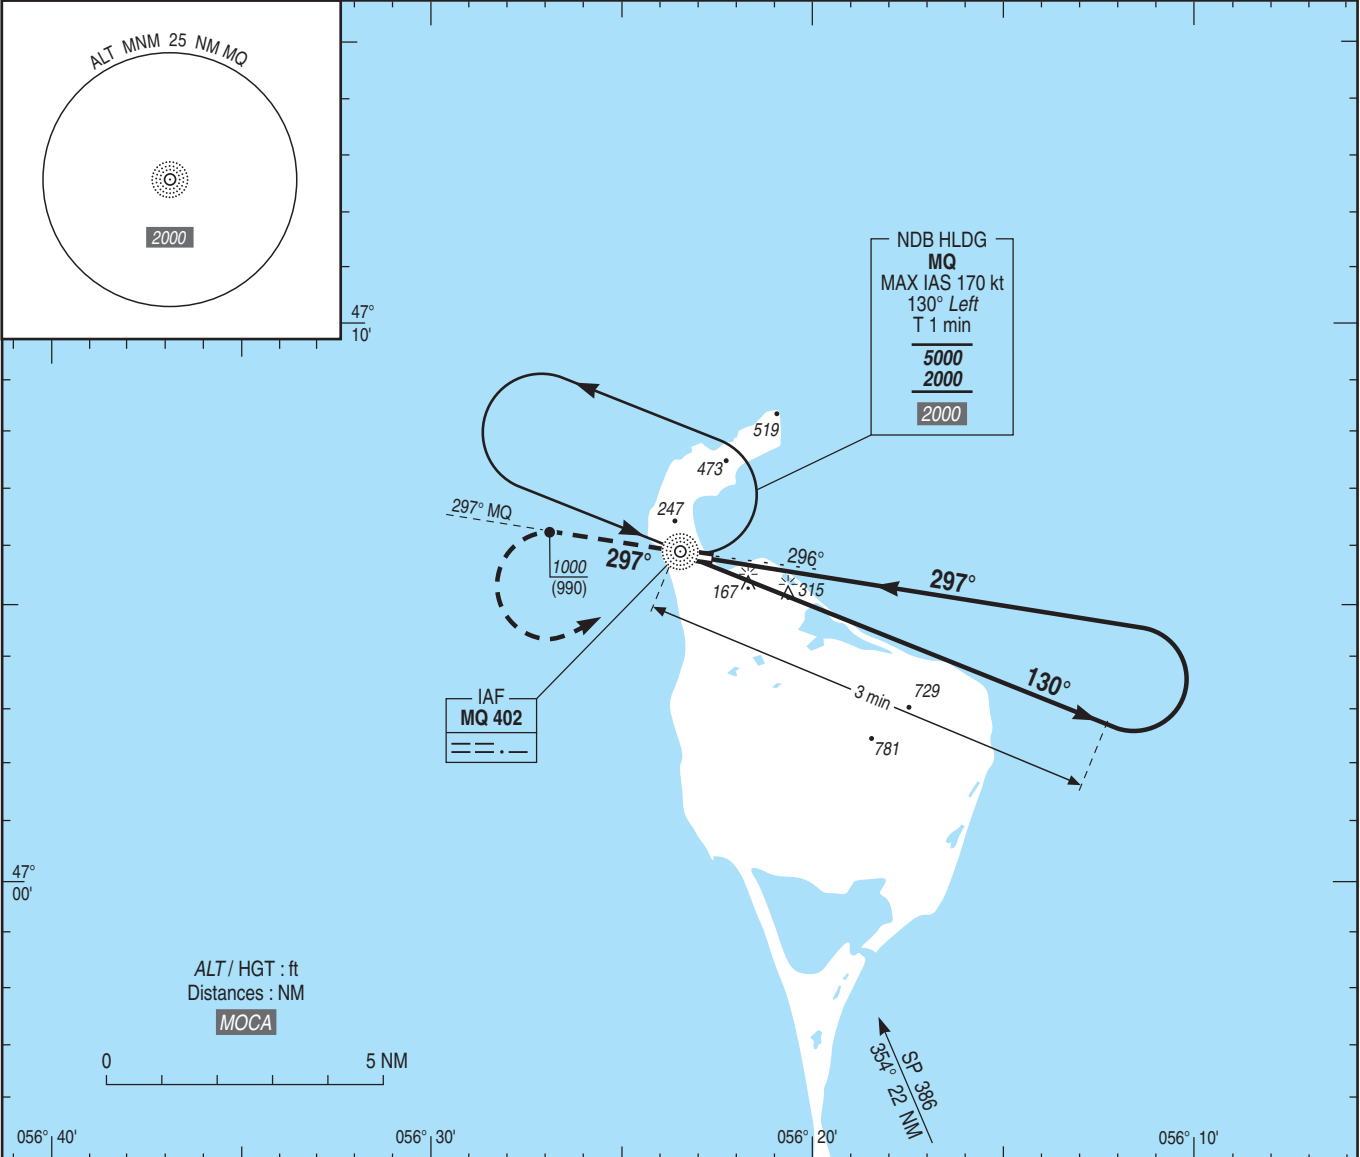 ALT MNM 25 NM MQ
2000
47°
10'
NDB HLDG
MQ
MAX IAS 170 kt
130° Left
T 1 min
5000
2000
2000
519
473
247
297° MQ
297°
1000
(990)
296°
297°
167
315
130°
3 min
729
781
IAF
MQ 402
47°
00'
ALT / HGT : ft
Distances : NM
MOCA
0
5 NM
SP 386
354° 22 NM
056° 40'
056° 30'
056° 20'
056° 10'